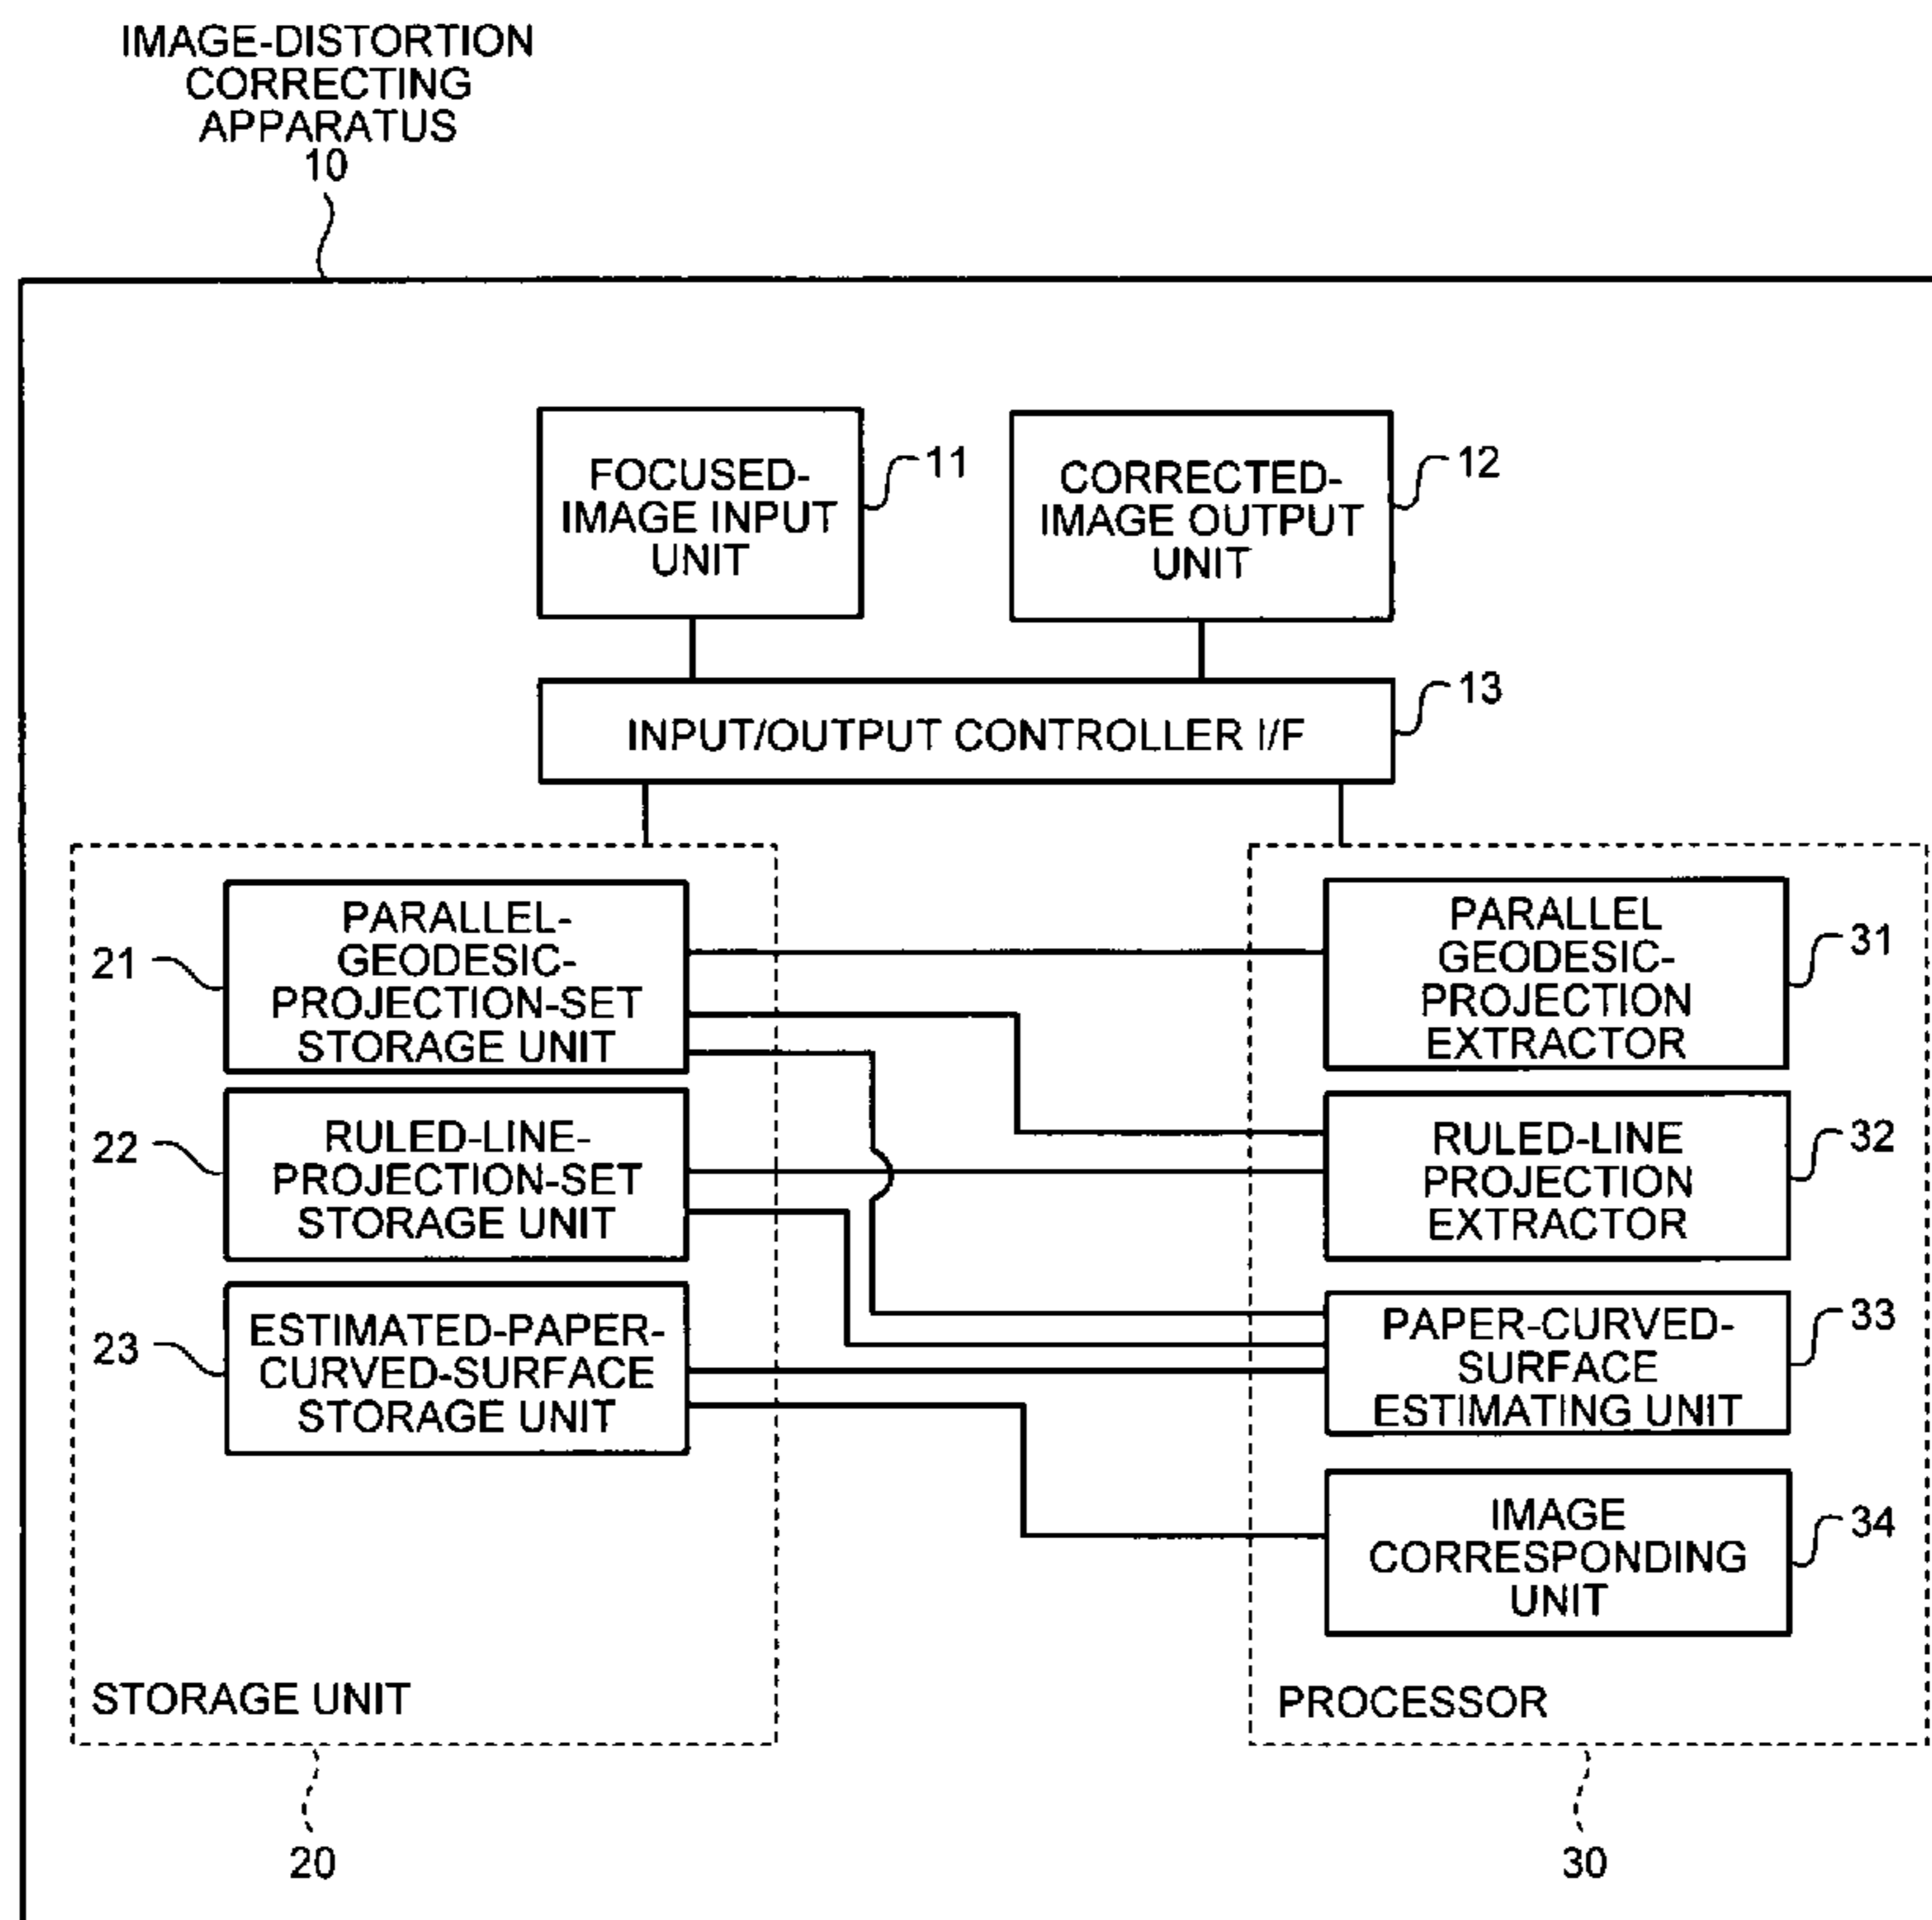 IMAGE-DISTORTION
CORRECTING
APPARATUS
10
FOCUSED-
IMAGE INPUT
UNIT
11
CORRECTED-
IMAGE OUTPUT
UNIT
12
INPUT/OUTPUT CONTROLLER I/F
13
21
PARALLEL-
GEODESIC-
PROJECTION-SET
STORAGE UNIT
22
RULED-LINE-
PROJECTION-SET
STORAGE UNIT
23
ESTIMATED-PAPER-
CURVED-SURFACE
STORAGE UNIT
STORAGE UNIT
20
PARALLEL
GEODESIC-
PROJECTION
EXTRACTOR
31
RULED-LINE
PROJECTION
EXTRACTOR
32
PAPER-CURVED-
SURFACE
ESTIMATING UNIT
33
IMAGE
CORRESPONDING
UNIT
34
PROCESSOR
30